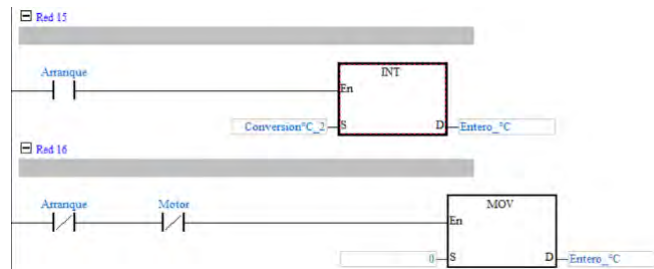 Red 15
Arranque
INT
En
Conversion°C_2 S D Entero_°C
Red 16
Arranque Motor
MOV
En
0 S D Entero_°C